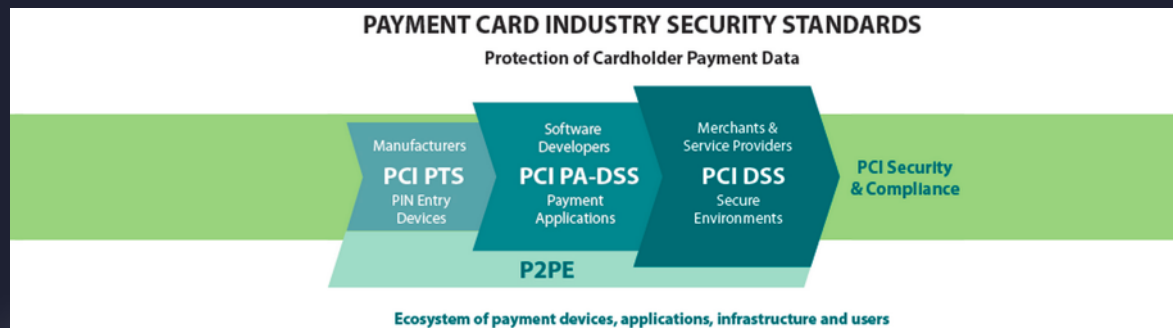 PAYMENT CARD INDUSTRY SECURITY STANDARDS
Protection of Cardholder Payment Data
Manufacturers
PCI PTS
PIN Entry
Devices
Software
Developers
PCI PA-DSS
Payment
Applications
Merchants &
Service Providers
PCI DSS
Secure
Environments
PCI Security
& Compliance
P2PE
Ecosystem of payment devices, applications, infrastructure and users